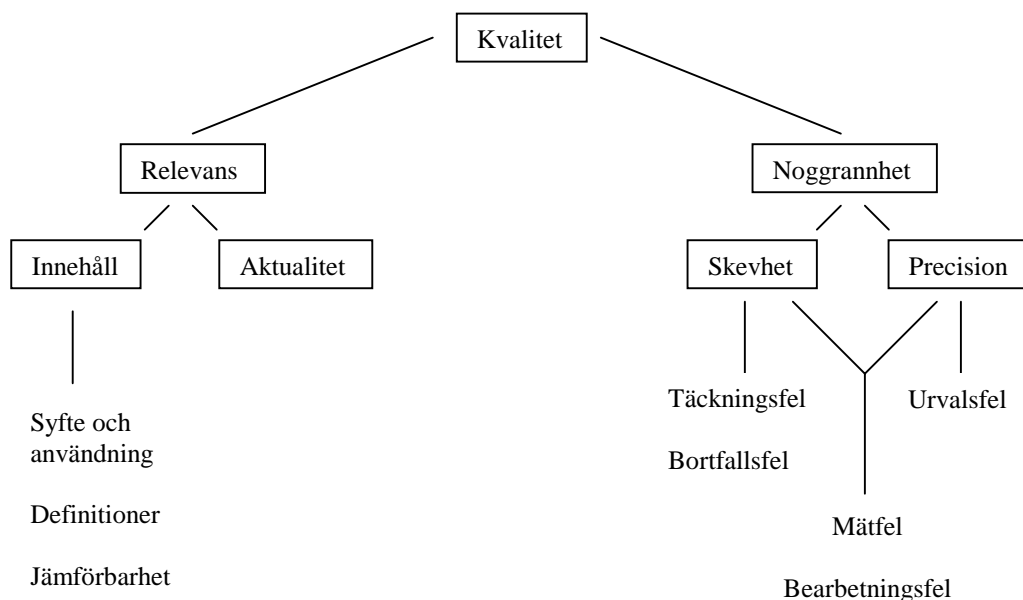 Kvalitet
Relevans
Noggrannhet
Innehåll
Aktualitet
Skevhet
Precision
Syfte och
användning
Definitioner
Jämförbarhet
Täckningsfel
Bortfallsfel
Urvalsfel
Mätfel
Bearbetningsfel